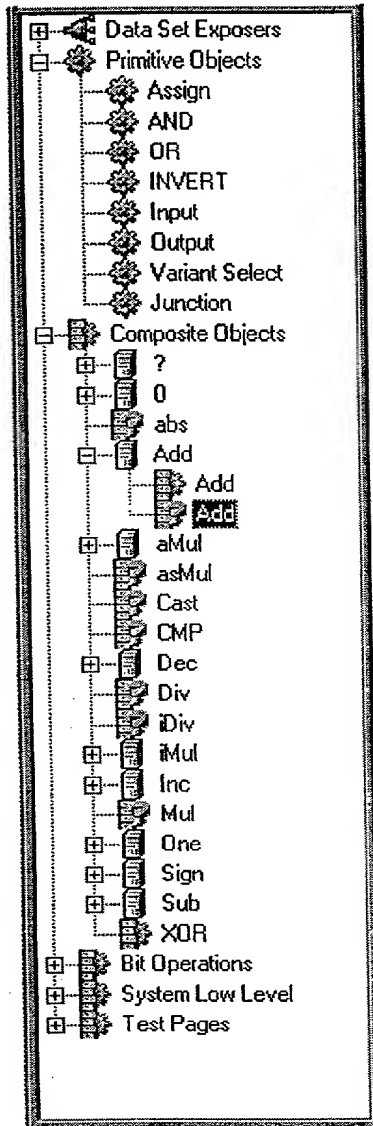 Data Set Exposers
Primitive Objects
Assign
AND
OR
INVERT
Input
Output
Variant Select
Junction
Composite Objects
?
0
abs
Add
Add
Add
aMul
asMul
Cast
CMP
Dec
Div
iDiv
iMul
Inc
Mul
One
Sign
Sub
XOR
Bit Operations
System Low Level
Test Pages